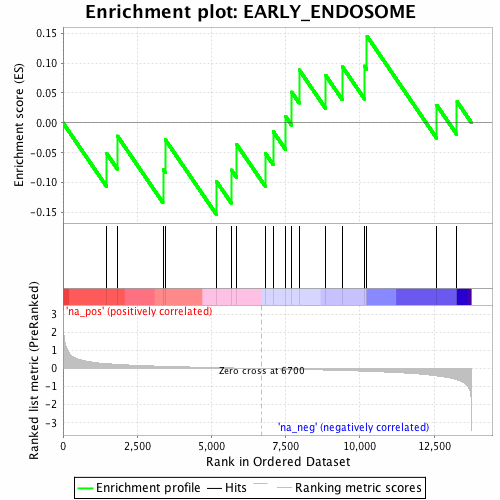 Enrichment plot: EARLY_ENDOSOME
Enrichment score (ES)
0.15
0.10
0.05
0.00
-0.05
-0.10
-0.15
'na_pos' (positively correlated)
Ranked list metric (PreRanked)
3
2
1
0
-1
-2
-3
Zero cross at 6700
'na_neg' (negatively correlated)
0 2,500 5,000 7,500 10,000 12,500
Rank in Ordered Dataset
Enrichment profile Hits Ranking metric scores